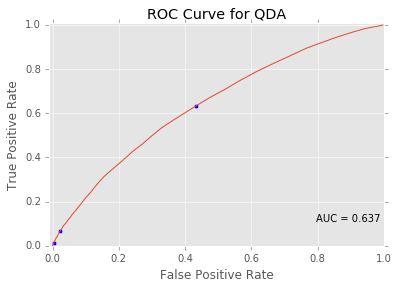 ROC Curve for QDA
1.0
0.8
0.6
0.4
0.2
0.0
True Positive Rate
AUC = 0.637
0.0 0.2 0.4 0.6 0.8 1.0
False Positive Rate